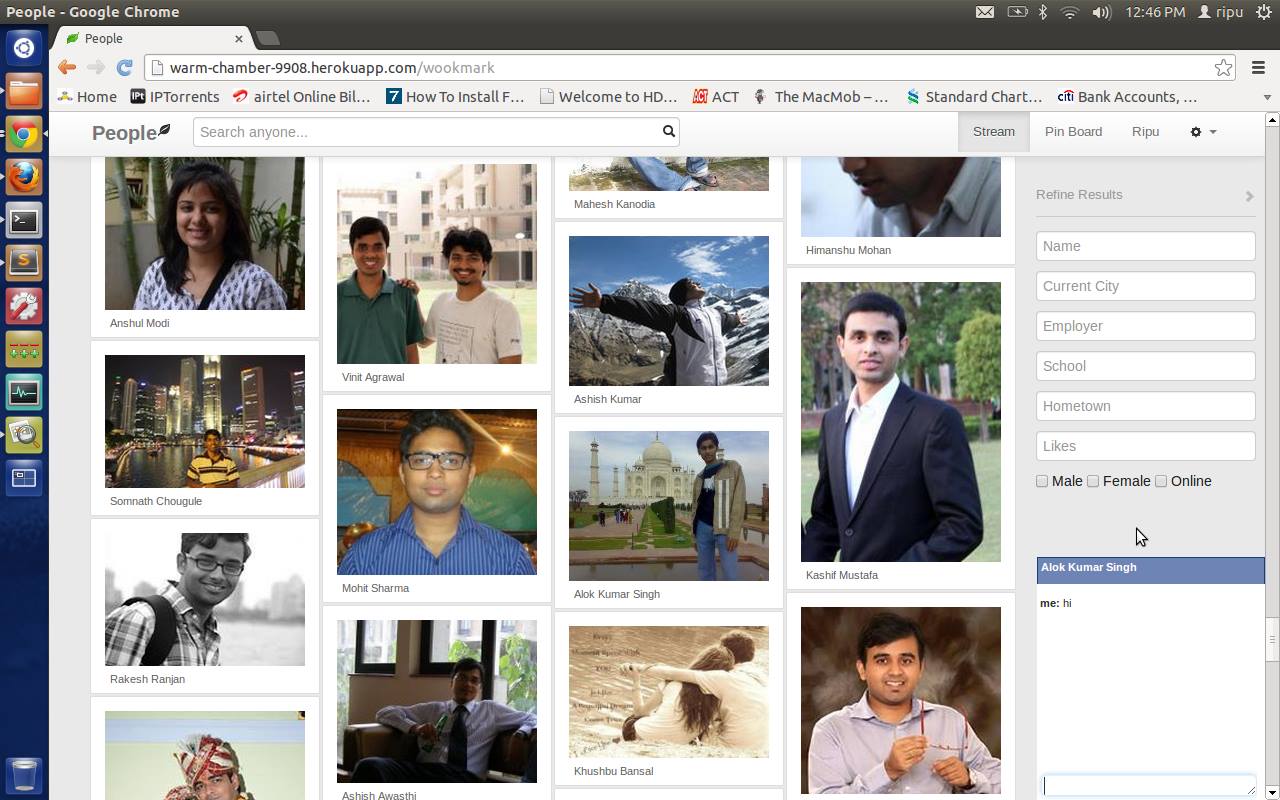 People - Google Chrome
12:46 PM
ripu
People
warm-chamber-9908.herokuapp.com/wookmark
Home
IPTorrents
airtel Online Bil...
How To Install F...
Welcome to HD...
ACT
The MacMob – ...
Standard Chart...
Bank Accounts, ...
People
Search anyone...
Stream
Pin Board
Ripu
Anshul Modi
Somnath Chougule
Rakesh Ranjan
Vinit Agrawal
Mohit Sharma
Ashish Awasthi
Mahesh Kanodia
Ashish Kumar
Alok Kumar Singh
Khushbu Bansal
Himanshu Mohan
Kashif Mustafa
Refine Results
Name
Current City
Employer
School
Hometown
Likes
Male
Female
Online
Alok Kumar Singh
me: hi